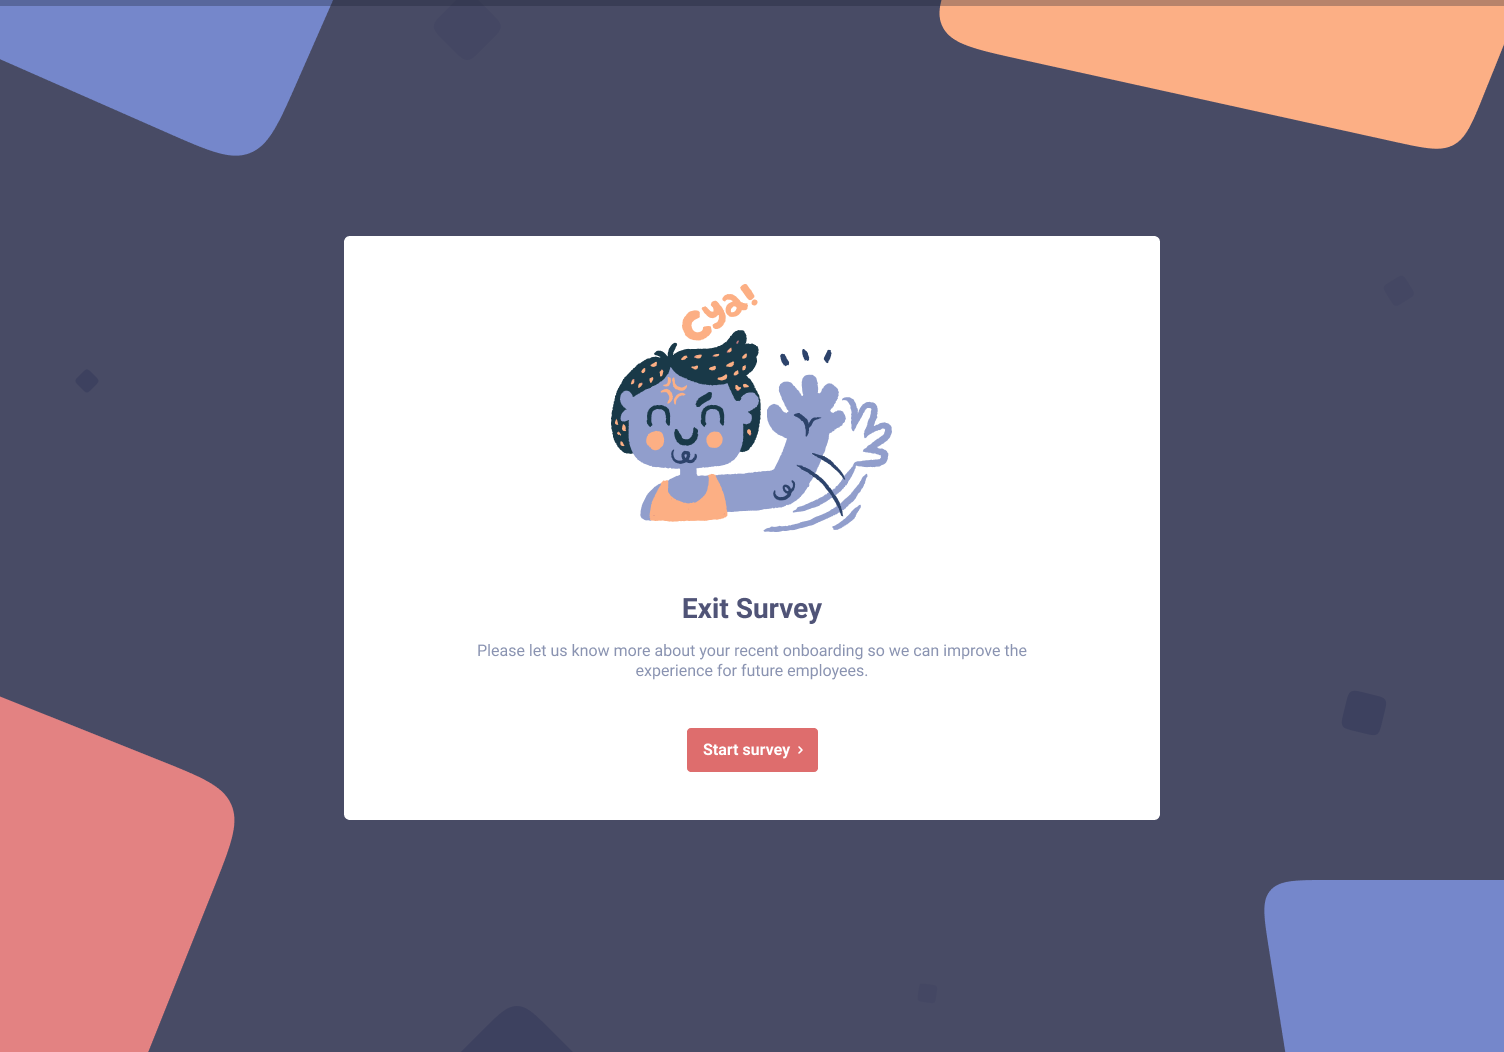 Cya!
Exit Survey
Please let us know more about your recent onboarding so we can improve the
experience for future employees.
Start survey ›